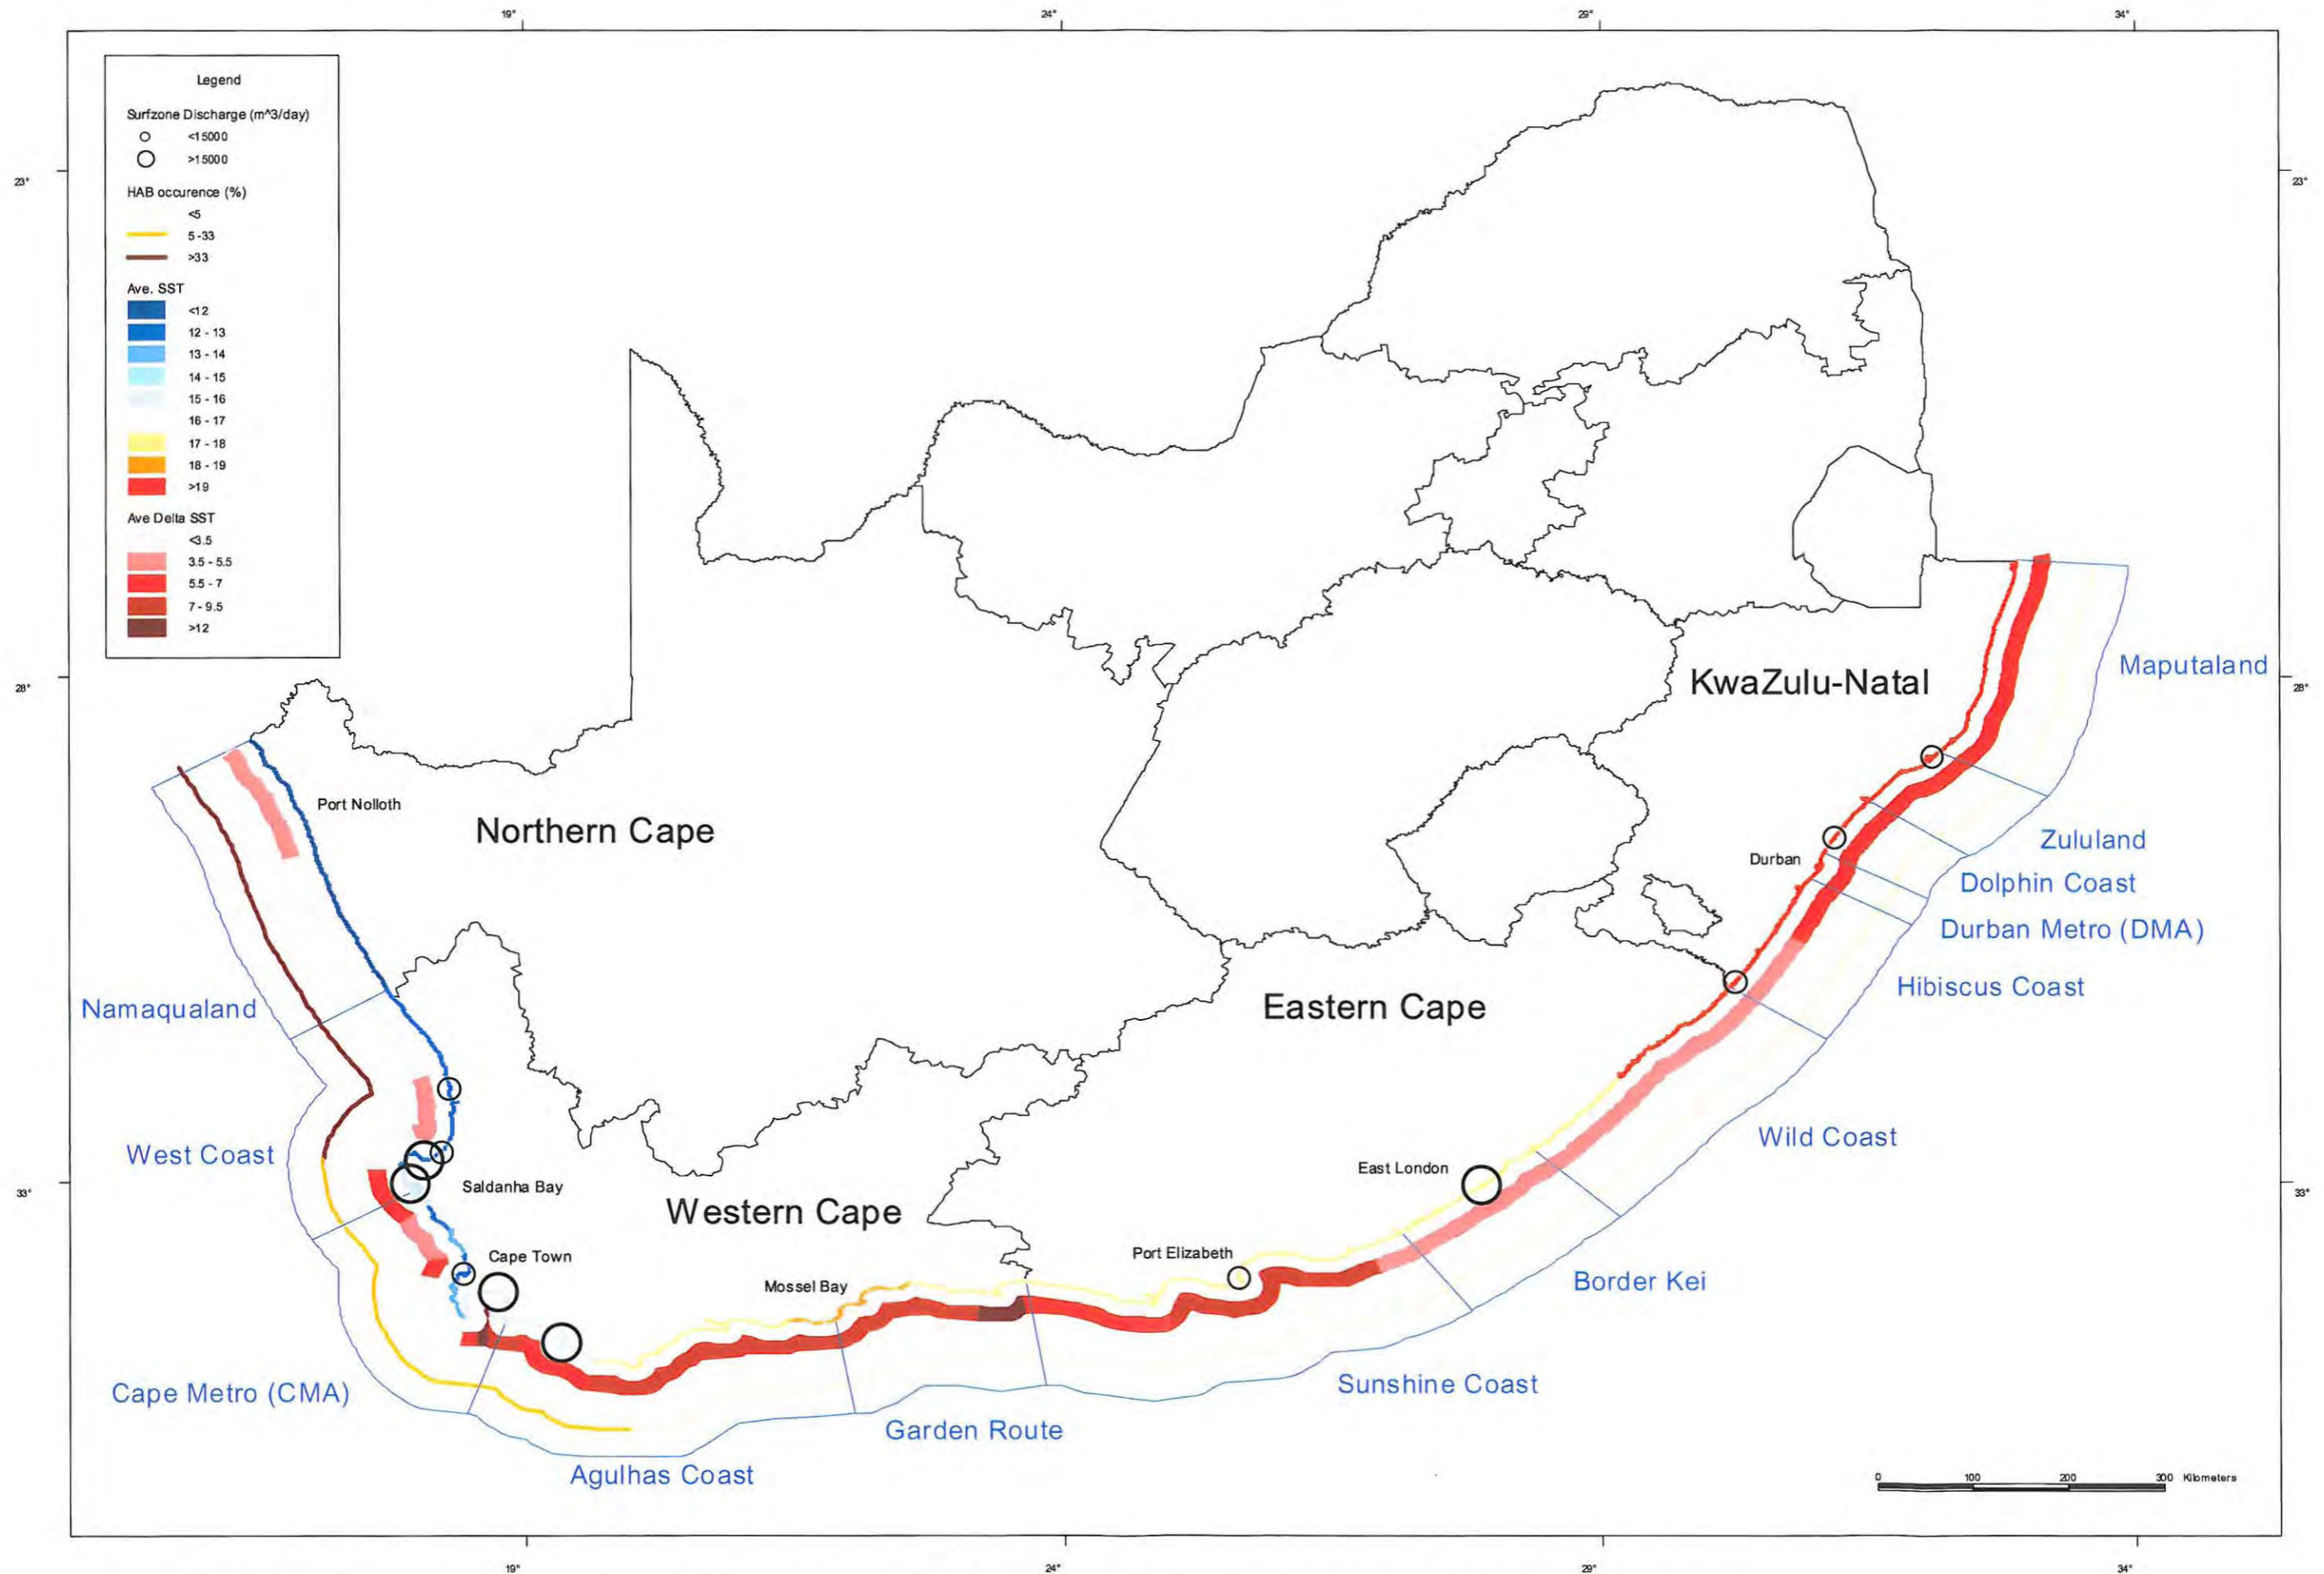 19° 24° 29° 34°
Legend
Surfzone Discharge (m^3/day)
<15000
>15000
HAB occurence (%)
<5
5-33
>33
Ave. SST
<12
12 - 13
13 - 14
14 - 15
15 - 16
16 - 17
17 - 18
18 - 19
>19
Ave Delta SST
<3.5
3.5 - 5.5
5.5 - 7
7 - 9.5
>12
23° 23°
28° 28°
33° 33°
Maputaland
KwaZulu-Natal
Port Nolloth
Northern Cape
Zululand
Durban
Dolphin Coast
Durban Metro (DMA)
Hibiscus Coast
Namaqualand
Eastern Cape
Wild Coast
West Coast
East London
Saldanha Bay
Western Cape
Cape Town
Port Elizabeth
Mossel Bay
Border Kei
Cape Metro (CMA)
Sunshine Coast
Garden Route
Agulhas Coast
0 100 200 300 Kilometers
19° 24° 29° 34°